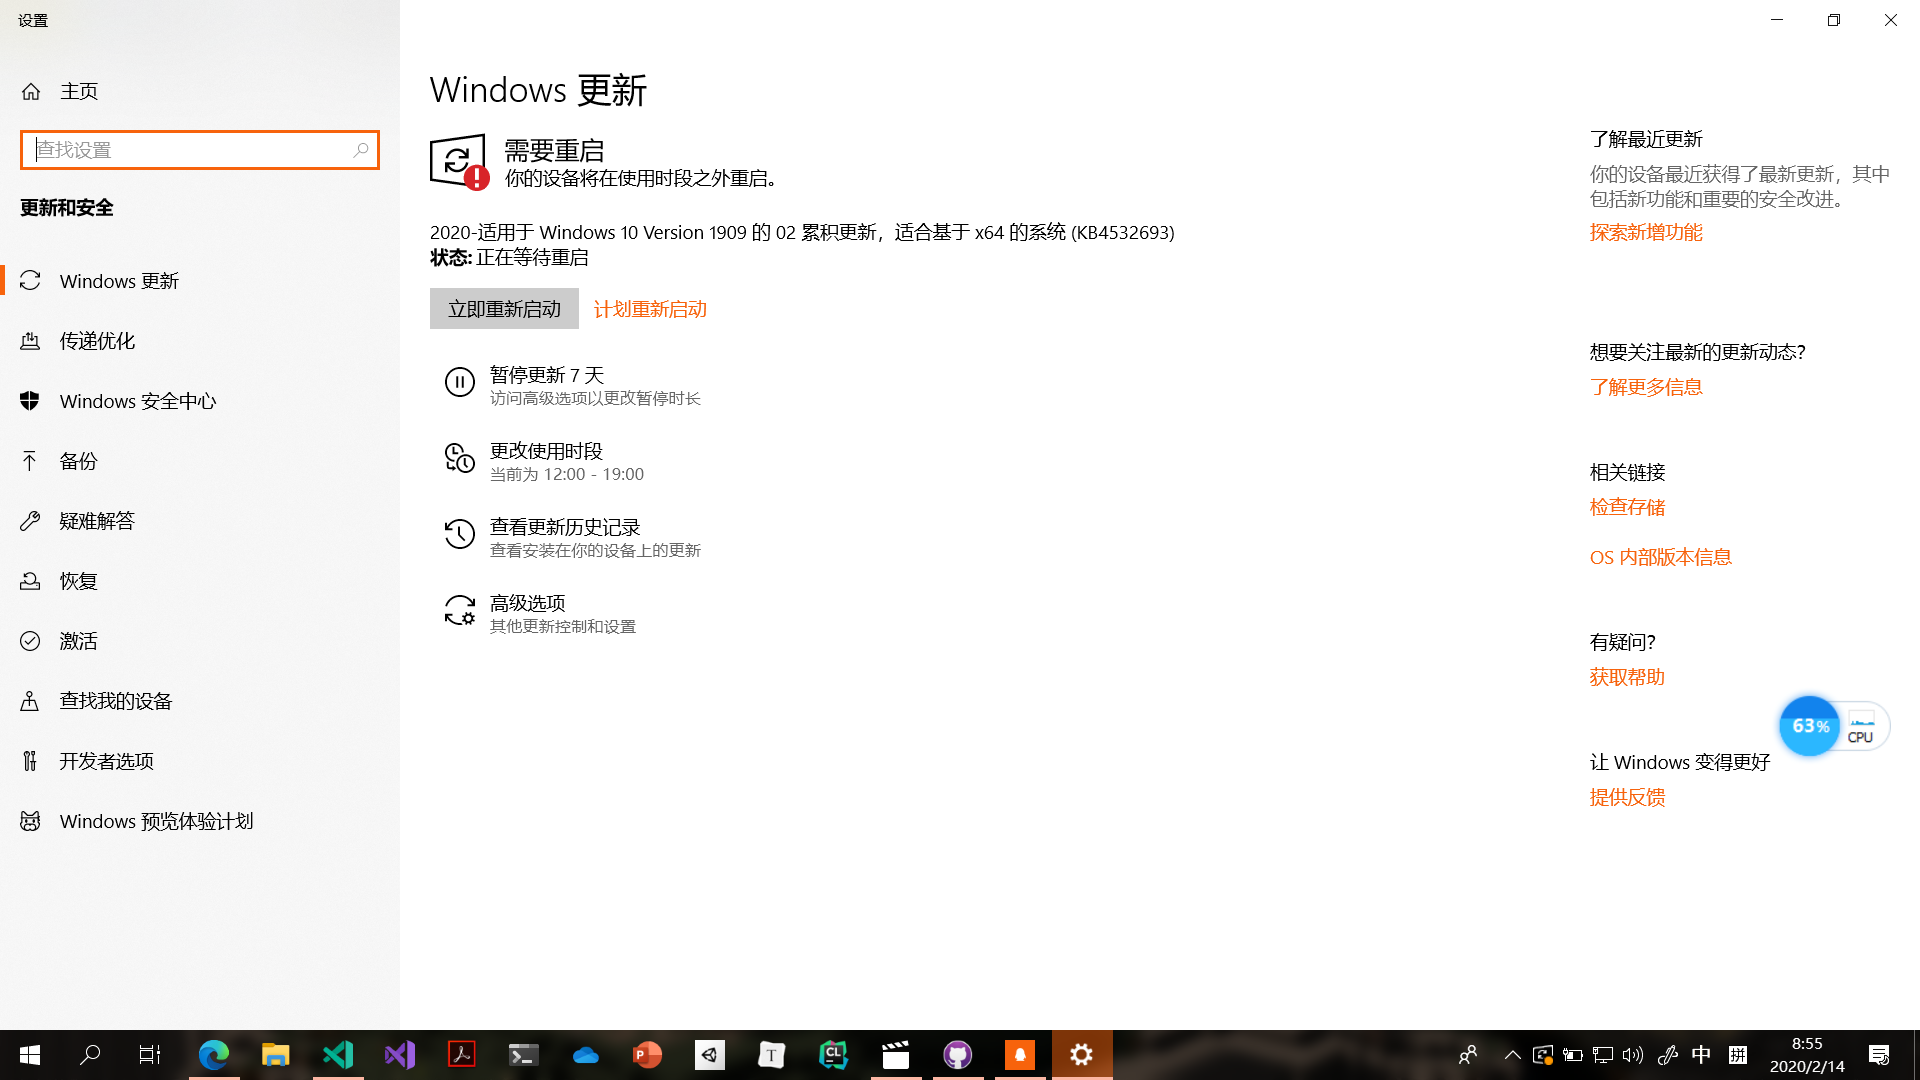 设置
主页
查找设置
更新和安全
Windows 更新
传递优化
Windows 安全中心
备份
疑难解答
恢复
激活
查找我的设备
开发者选项
Windows 预览体验计划
Windows 更新
需要重启
你的设备将在使用时段之外重启。
2020-适用于 Windows 10 Version 1909 的 02 累积更新，适合基于 x64 的系统 (KB4532693)
状态: 正在等待重启
立即重新启动 计划重新启动
暂停更新 7 天
访问高级选项以更改暂停时长
更改使用时段
当前为 12:00 - 19:00
查看更新历史记录
查看安装在你的设备上的更新
高级选项
其他更新控制和设置
了解最近更新
你的设备最近获得了最新更新，其中
包括新功能和重要的安全改进。
探索新增功能
想要关注最新的更新动态?
了解更多信息
相关链接
检查存储
OS 内部版本信息
有疑问?
获取帮助
63%
CPU
让 Windows 变得更好
提供反馈
P
T
CL
中
拼
8:55
2020/2/14